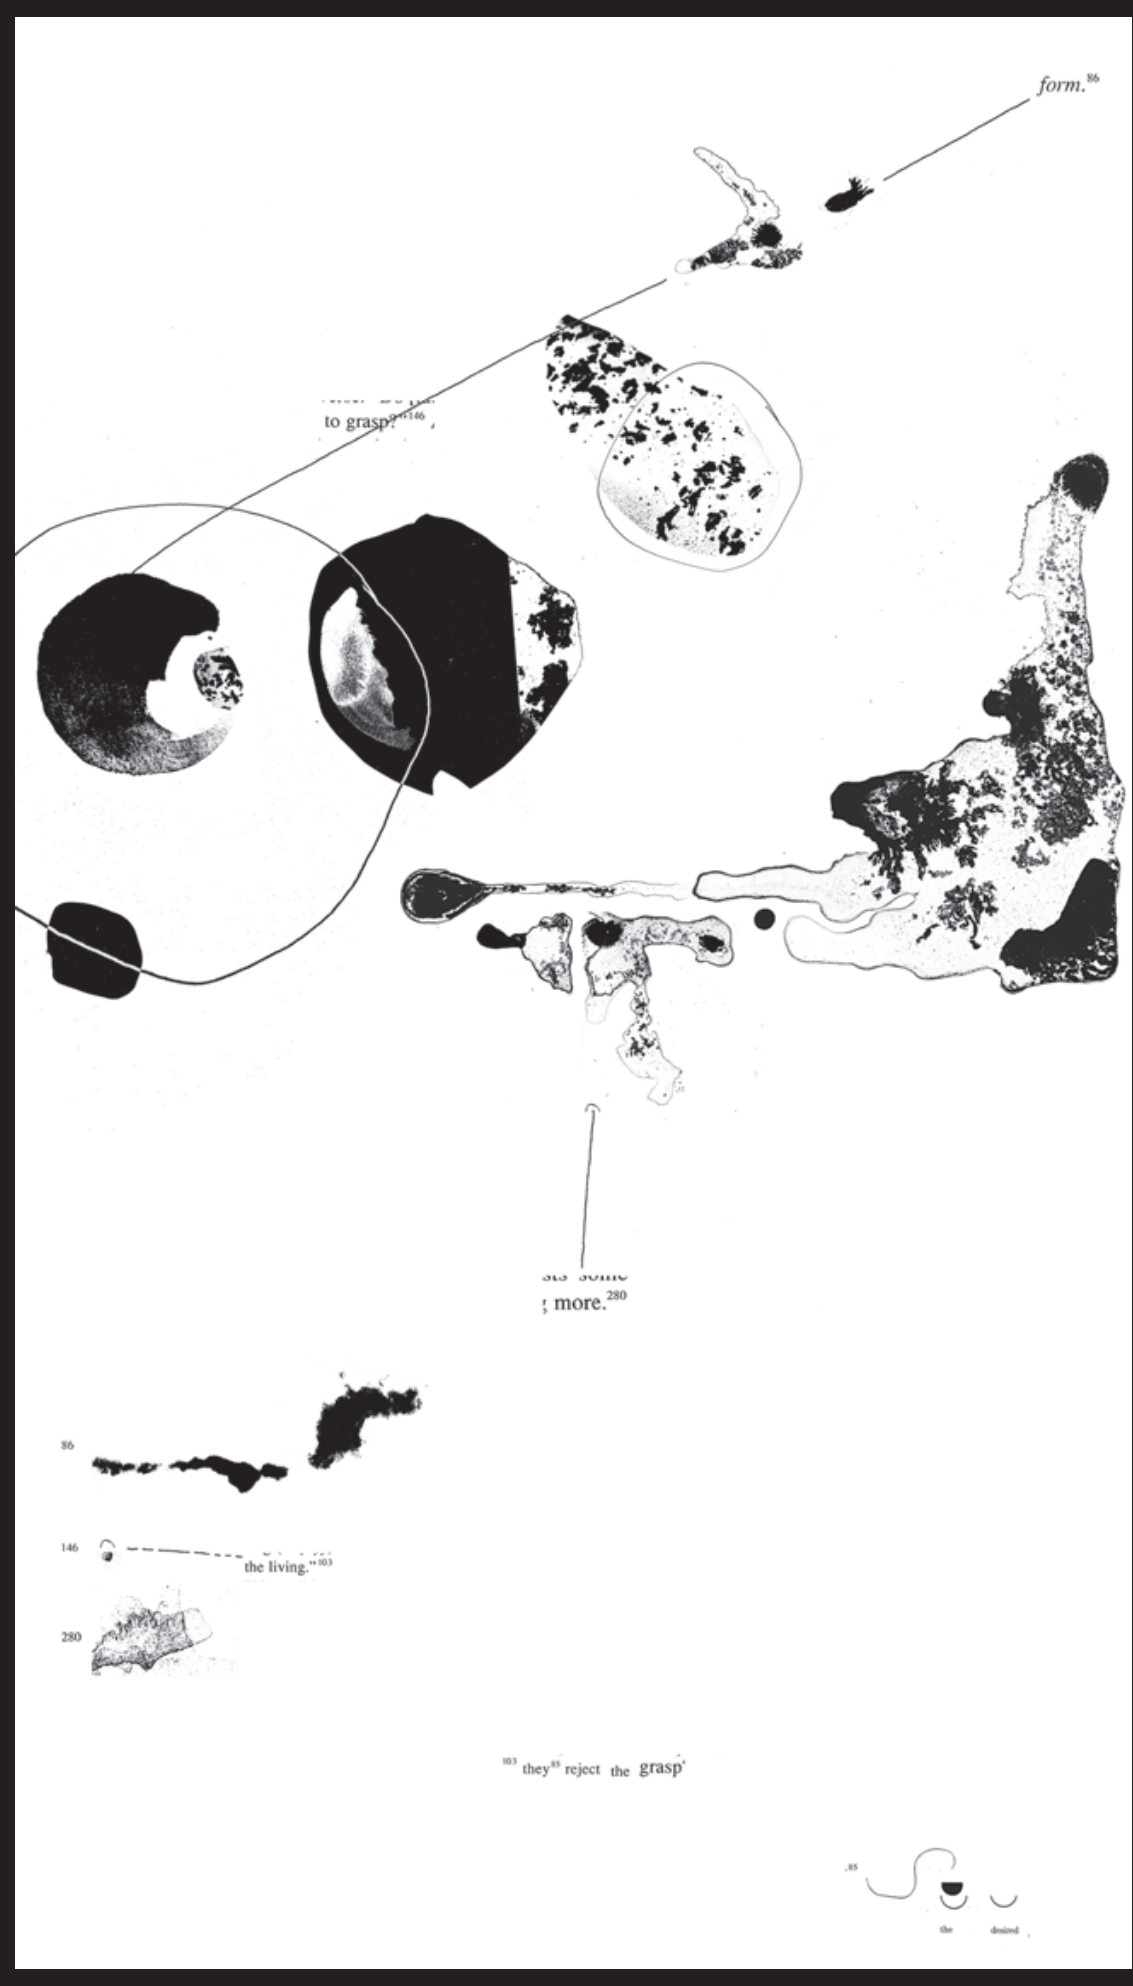 form.⁸⁶
to grasp?"¹⁴⁶
some
more.²⁸⁰
86
146
the living."¹⁰³
280
¹⁰³ they⁸⁵ reject the grasp
.⁸⁵
the desired